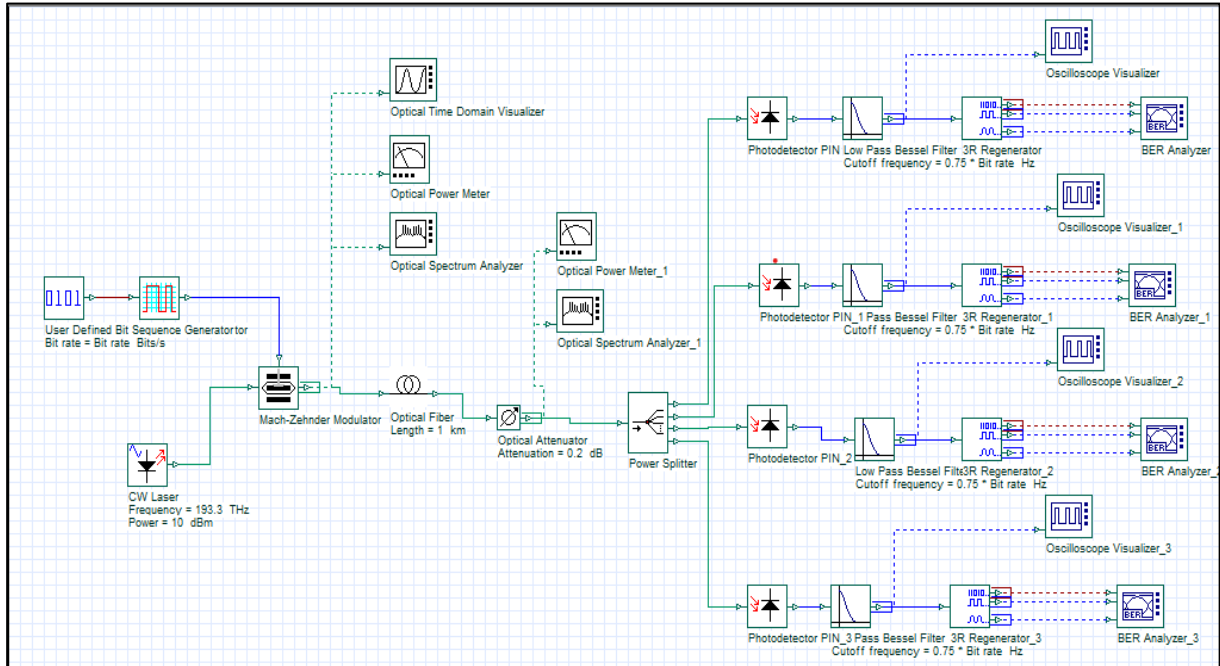 Oscilloscope Visualizer
Optical Time Domain Visualizer
Photodetector PIN Low Pass Bessel Filter 3R Regenerator
Cutoff frequency = 0.75 * Bit rate Hz
BER
BER Analyzer
Optical Power Meter
Oscilloscope Visualizer_1
Optical Spectrum Analyzer
Optical Power Meter_1
0101
User Defined Bit Sequence Generatortor
Bit rate = Bit rate Bits/s
Optical Spectrum Analyzer_1
Photodetector PIN_1 Pass Bessel Filter 3R Regenerator_1
Cutoff frequency = 0.75 * Bit rate Hz
BER
BER Analyzer_1
Oscilloscope Visualizer_2
Mach-Zehnder Modulator
Optical Fiber
Length = 1 km
Optical Attenuator
Attenuation = 0.2 dB
Power Splitter
Photodetector PIN_2
Low Pass Bessel Filte3R Regenerator_2
Cutoff frequency = 0.75 * Bit rate Hz
BER
BER Analyzer_2
CW Laser
Frequency = 193.3 THz
Power = 10 dBm
Oscilloscope Visualizer_3
Photodetector PIN_3 Pass Bessel Filter 3R Regenerator_3
Cutoff frequency = 0.75 * Bit rate Hz
BER
BER Analyzer_3